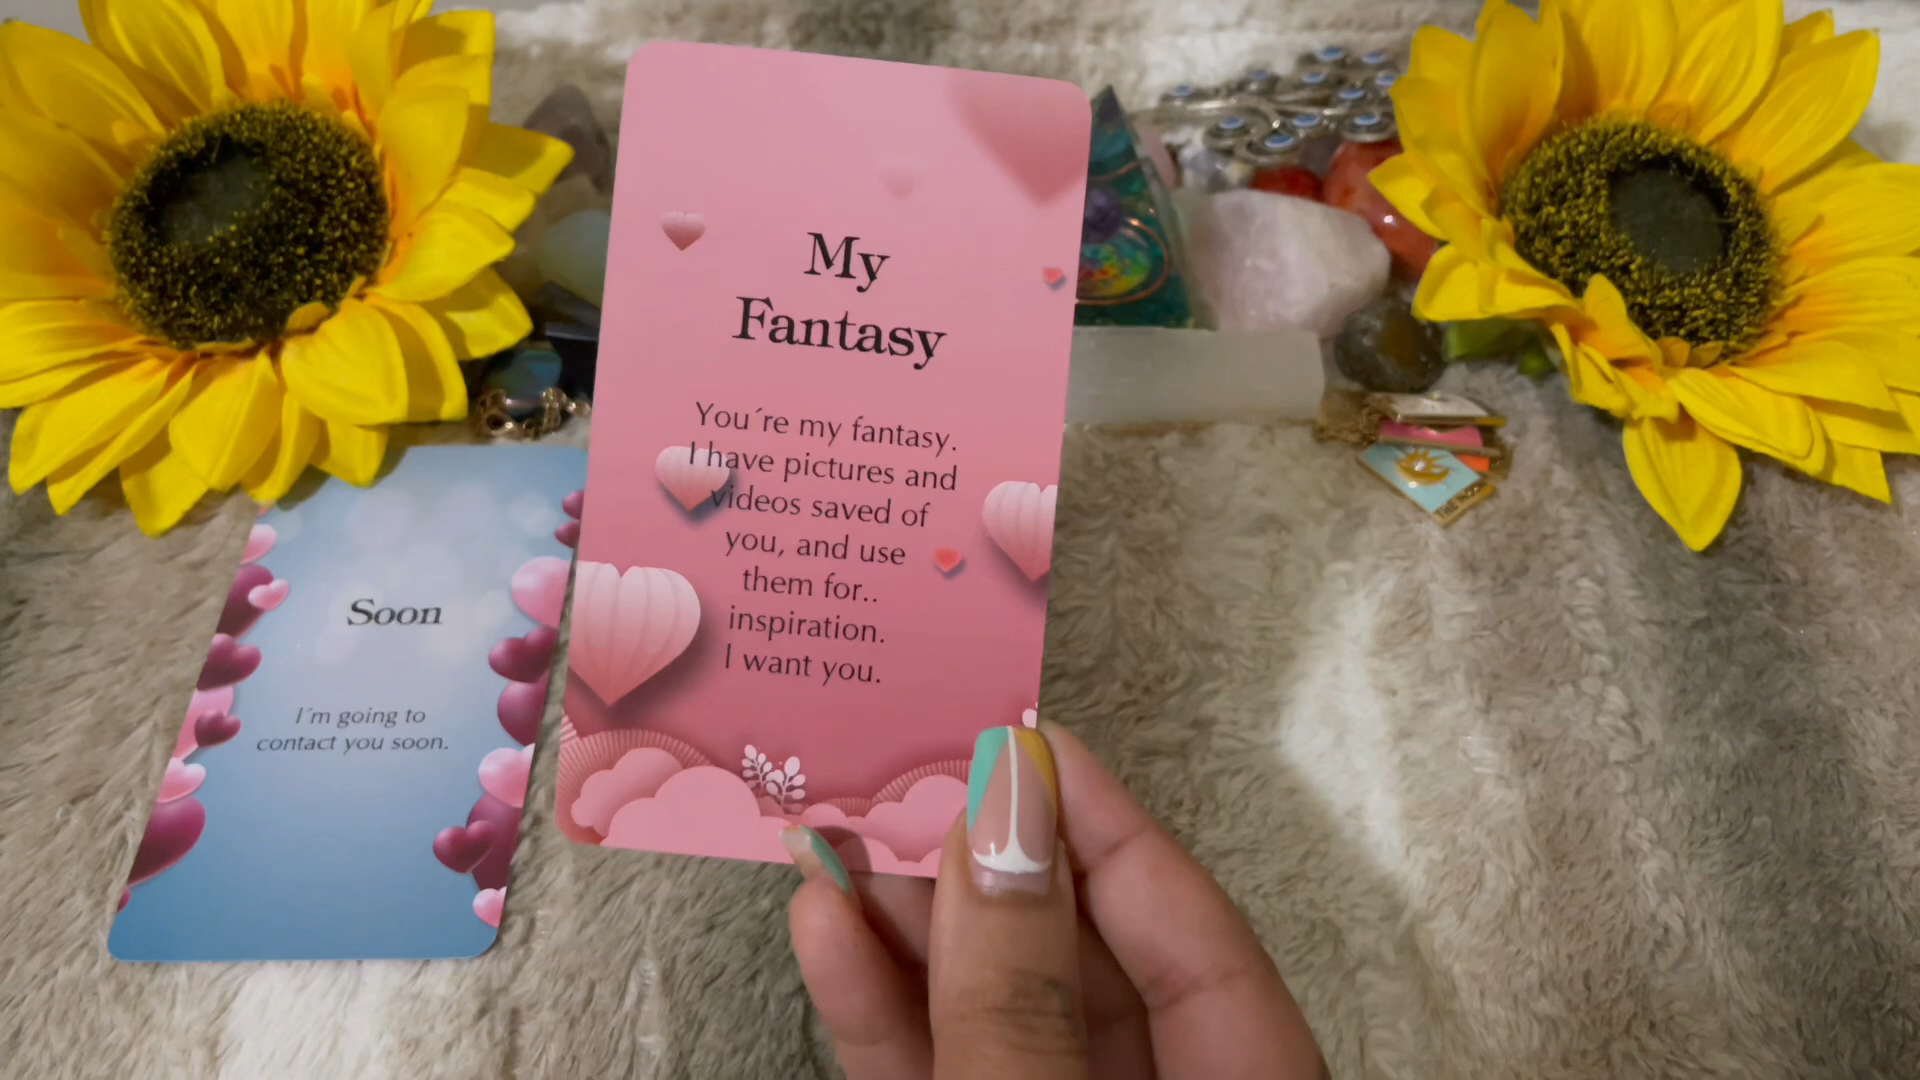 My
Fantasy
You´re my fantasy.
I have pictures and
videos saved of
you, and use
them for..
inspiration.
I want you.
Soon
I´m going to
contact you soon.